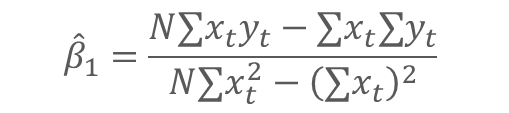 β̂₁ = (N∑xₜyₜ − ∑xₜ∑yₜ) / (N∑xₜ² − (∑xₜ)²)